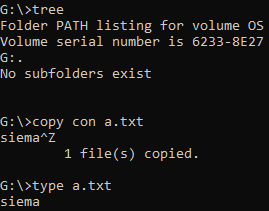 G:\>tree
Folder PATH listing for volume OS
Volume serial number is 6233-8E27
G:.
No subfolders exist
G:\>copy con a.txt
siema^Z
        1 file(s) copied.
G:\>type a.txt
siema